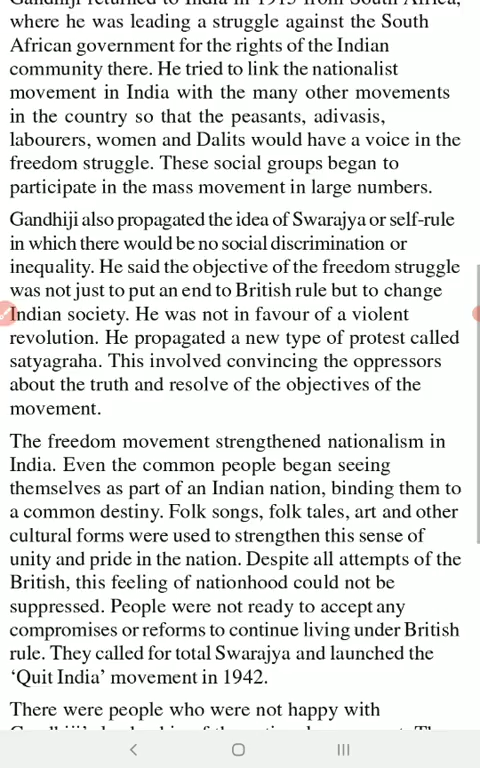 Gandhiji returned to India in 1915 from South Africa,
where he was leading a struggle against the South
African government for the rights of the Indian
community there. He tried to link the nationalist
movement in India with the many other movements
in the country so that the peasants, adivasis,
labourers, women and Dalits would have a voice in the
freedom struggle. These social groups began to
participate in the mass movement in large numbers.
Gandhiji also propagated the idea of Swarajya or self-rule
in which there would be no social discrimination or
inequality. He said the objective of the freedom struggle
was not just to put an end to British rule but to change
Indian society. He was not in favour of a violent
revolution. He propagated a new type of protest called
satyagraha. This involved convincing the oppressors
about the truth and resolve of the objectives of the
movement.
The freedom movement strengthened nationalism in
India. Even the common people began seeing
themselves as part of an Indian nation, binding them to
a common destiny. Folk songs, folk tales, art and other
cultural forms were used to strengthen this sense of
unity and pride in the nation. Despite all attempts of the
British, this feeling of nationhood could not be
suppressed. People were not ready to accept any
compromises or reforms to continue living under British
rule. They called for total Swarajya and launched the
‘Quit India’ movement in 1942.
There were people who were not happy with